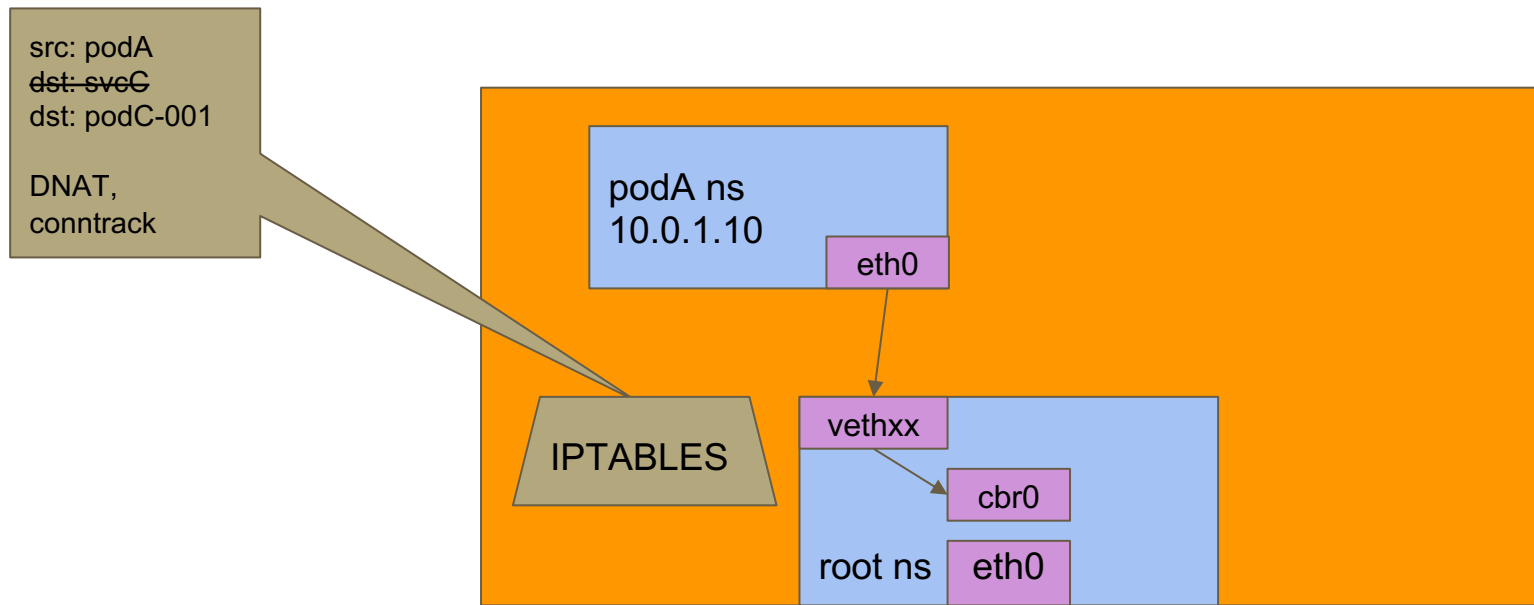 src: podA
dst: svcC
dst: podC-001
DNAT,
conntrack
podA ns
10.0.1.10
eth0
IPTABLES
vethxx
cbr0
root ns
eth0